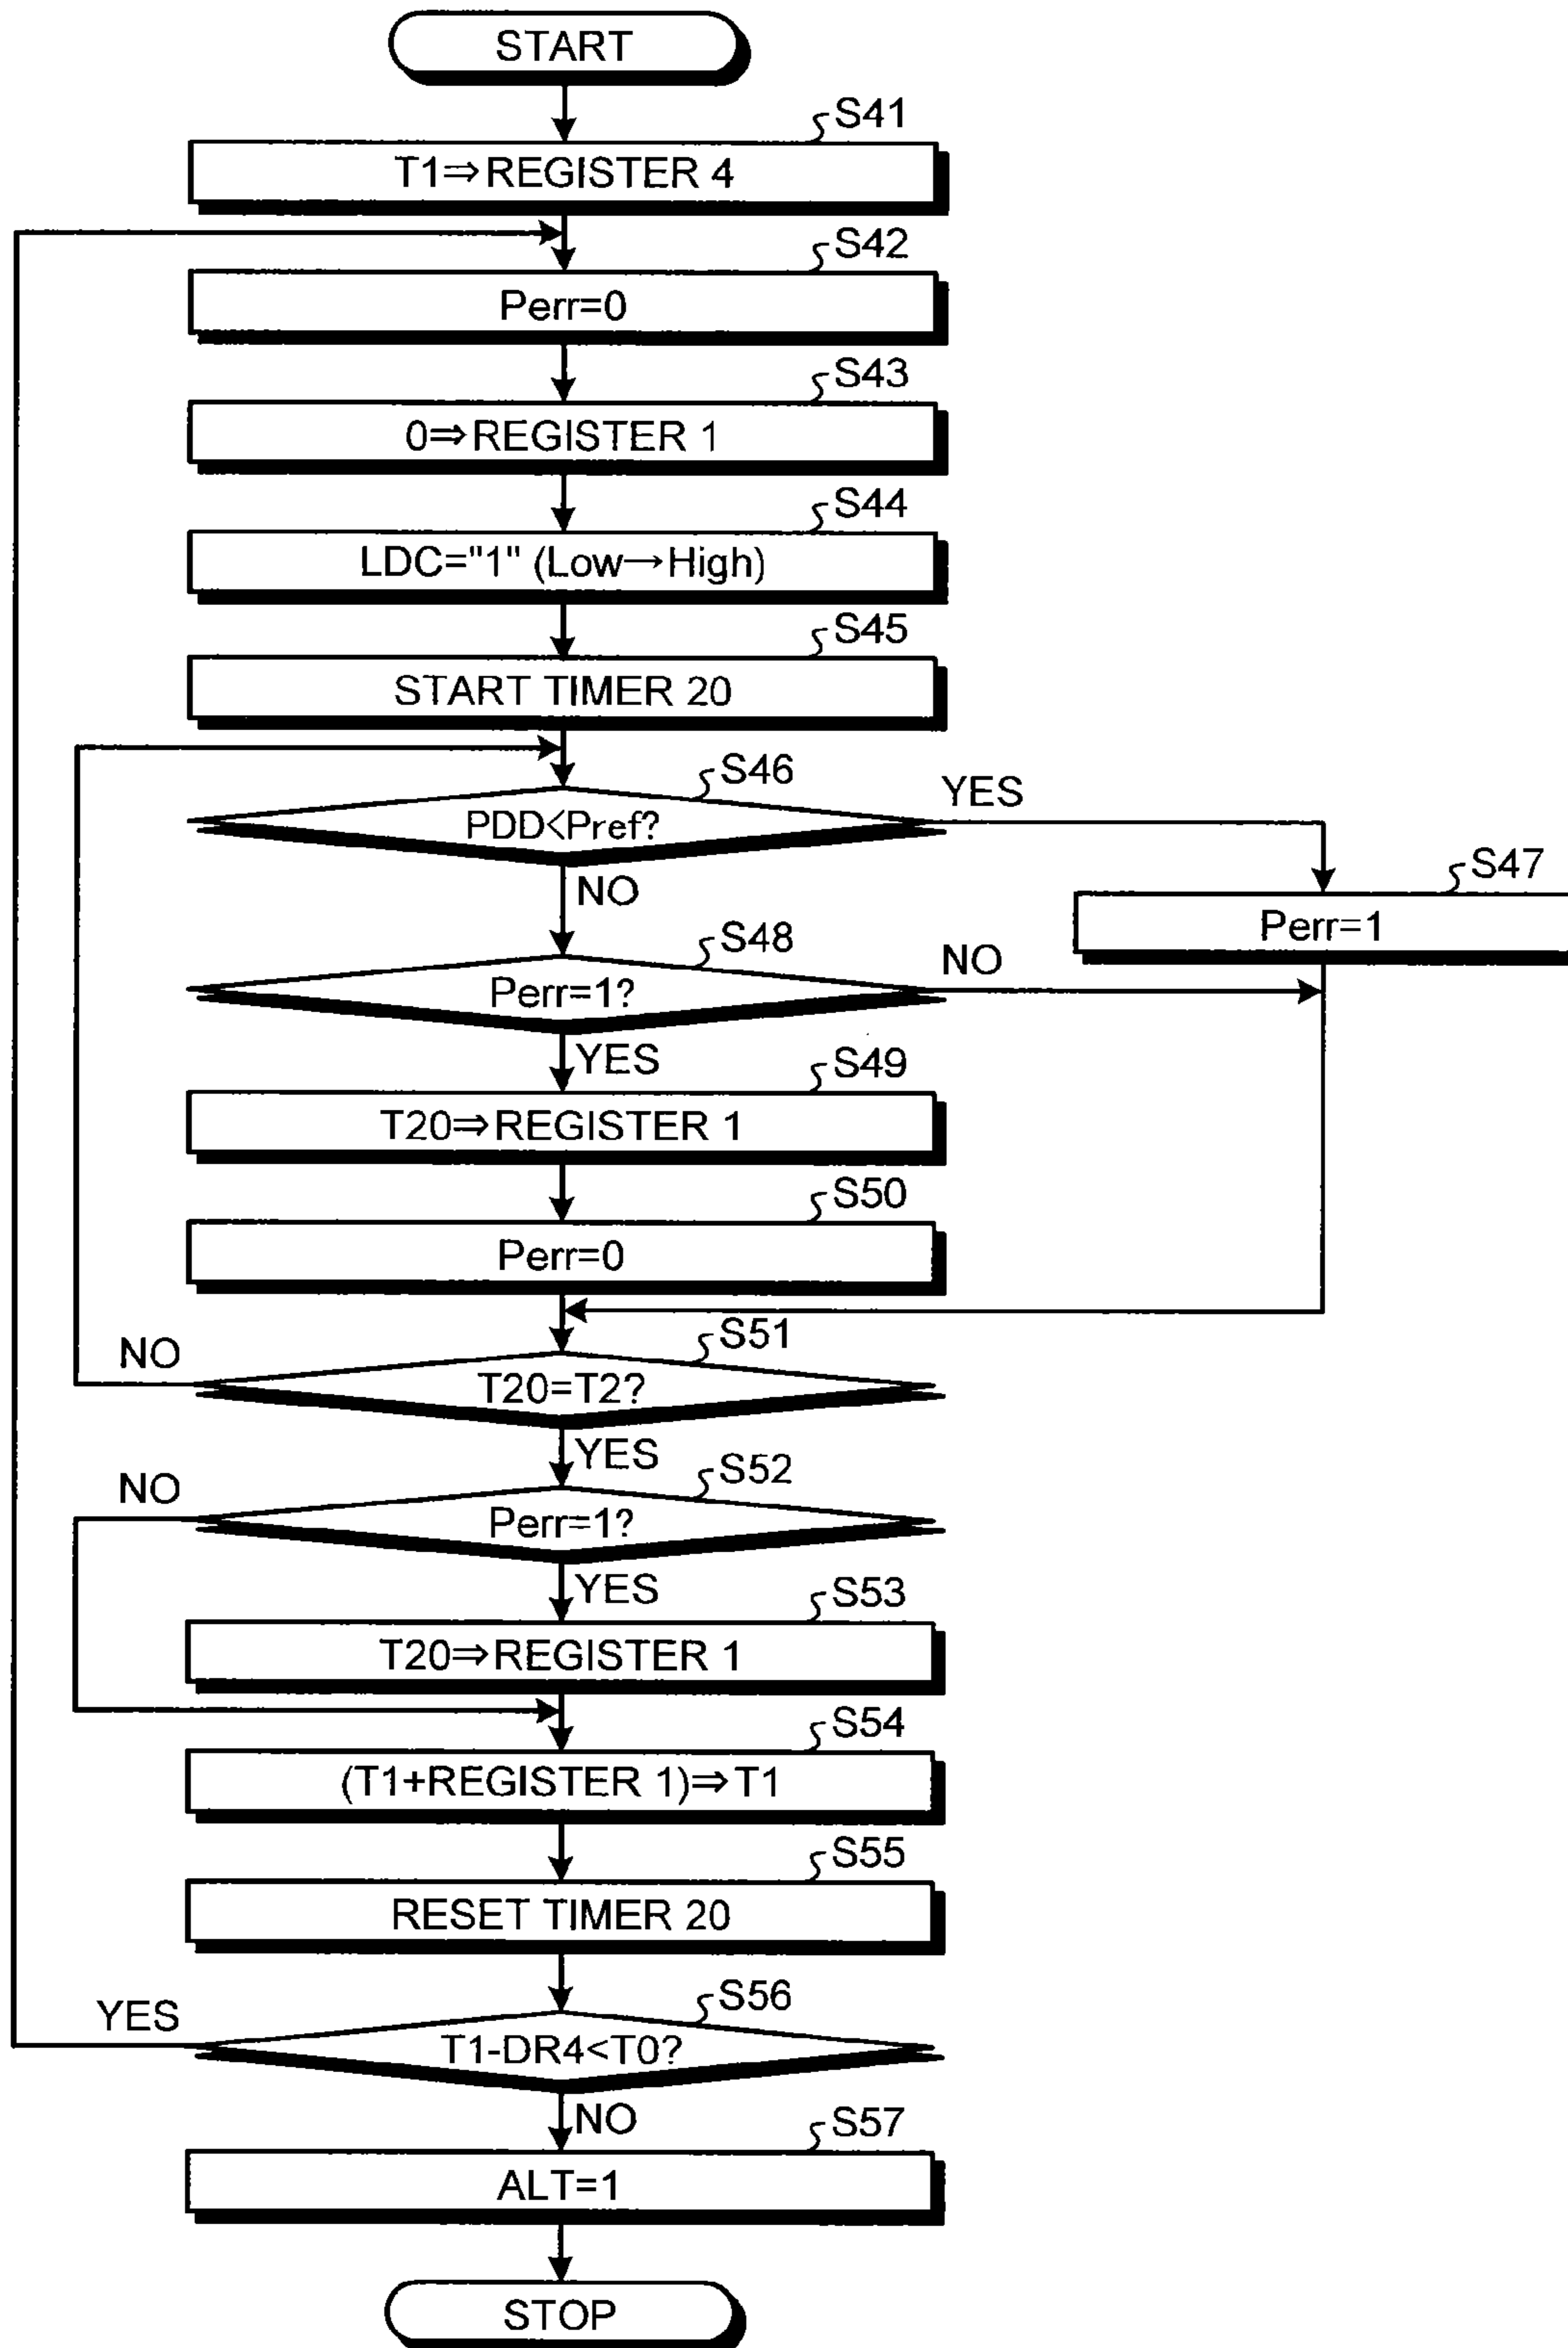 START
S41
T1⇒REGISTER 4
S42
Perr=0
S43
0⇒REGISTER 1
S44
LDC="1" (Low→High)
S45
START TIMER 20
S46
PDD<Pref?
YES
NO
S47
Perr=1
S48
Perr=1?
NO
YES
S49
T20⇒REGISTER 1
S50
Perr=0
S51
T20=T2?
NO
YES
S52
Perr=1?
NO
YES
S53
T20⇒REGISTER 1
S54
(T1+REGISTER 1)⇒T1
S55
RESET TIMER 20
S56
T1-DR4<T0?
YES
NO
S57
ALT=1
STOP